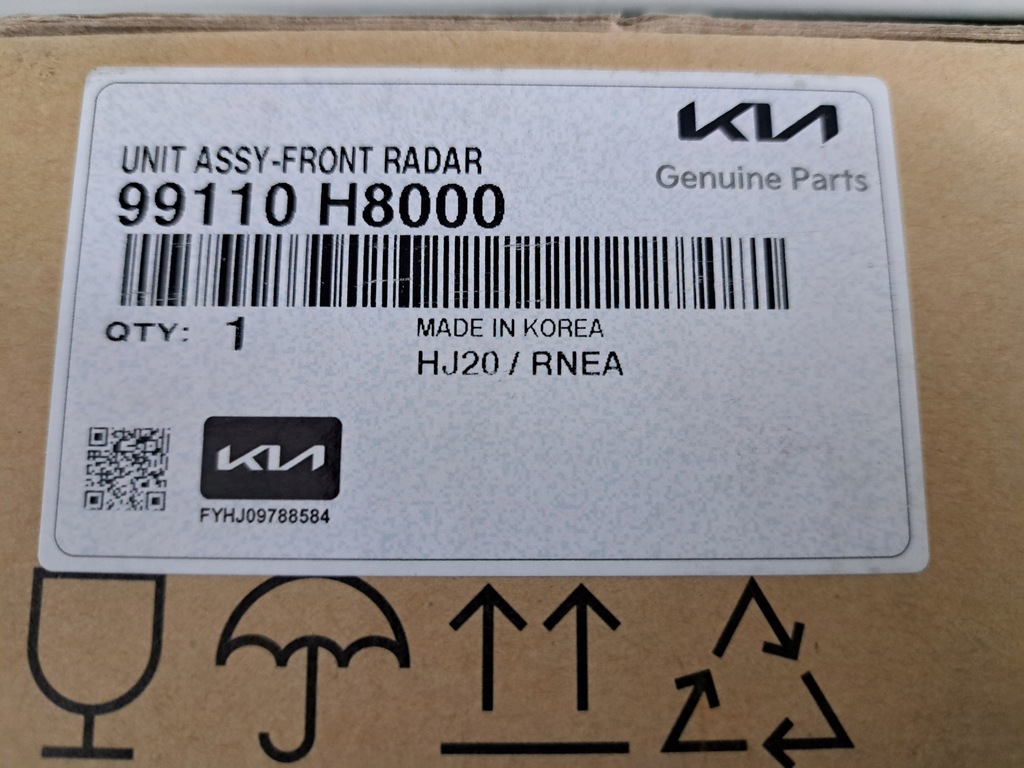 KIA
Genuine Parts
UNIT ASSY-FRONT RADAR
99110 H8000
QTY: 1
MADE IN KOREA
HJ20 / RNEA
KIA
FYHJ09788584